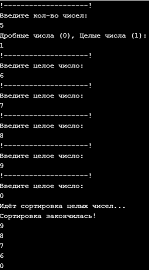 !--------------------!
Введите кол-во чисел:
5
Дробные числа (0), Целые числа (1):
1
!--------------------!
Введите целое число:
6
!--------------------!
Введите целое число:
7
!--------------------!
Введите целое число:
8
!--------------------!
Введите целое число:
9
!--------------------!
Введите целое число:
0
Идёт сортировка целых чисел...
Сортировка закончилась!
9
8
7
6
0